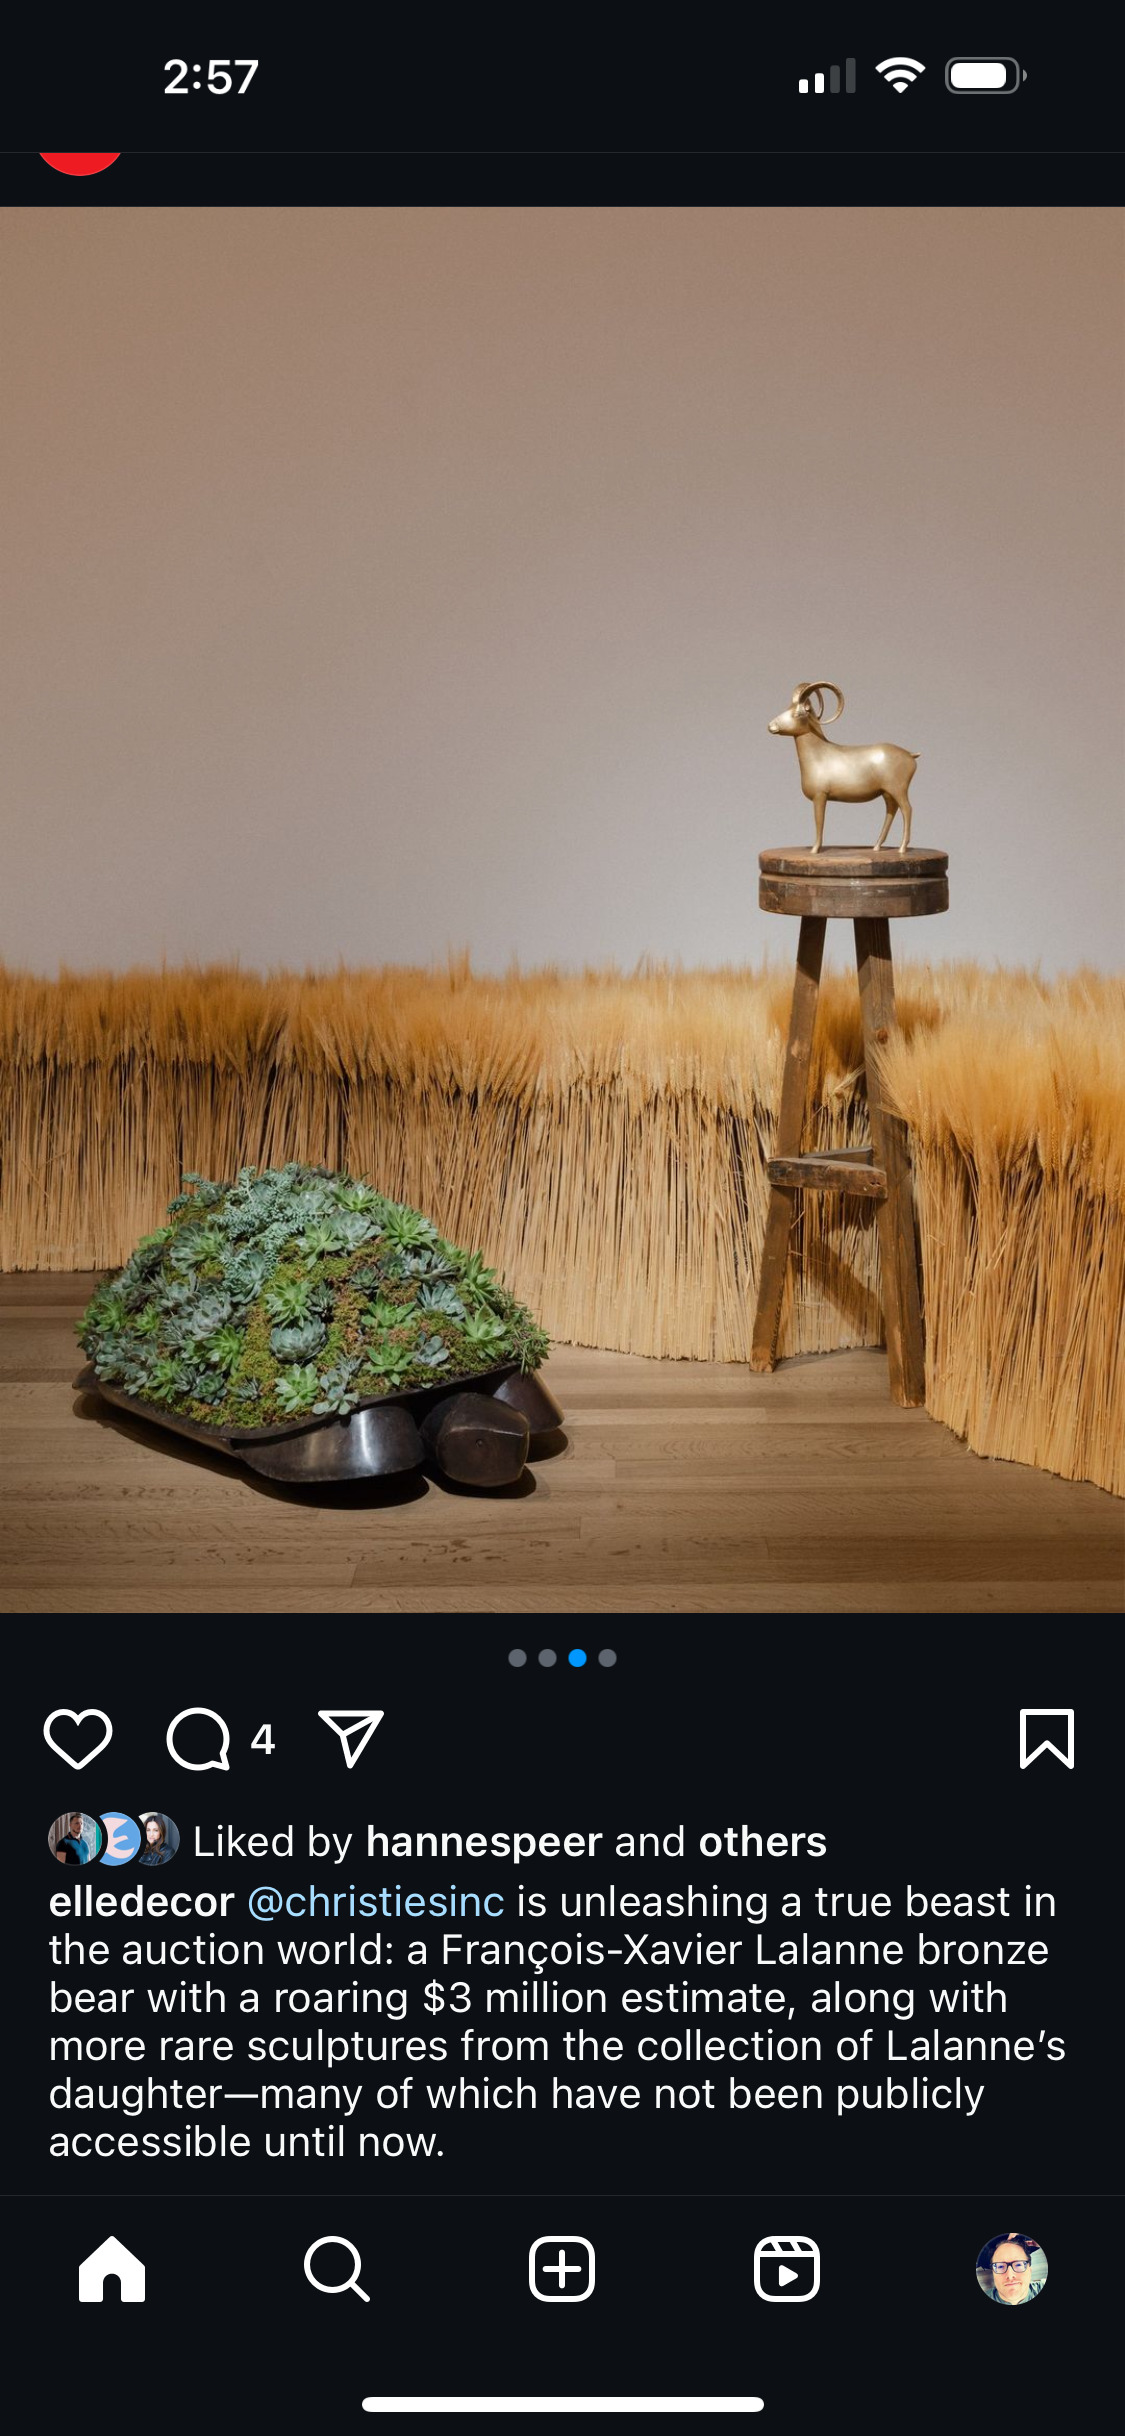 2:57
4
Liked by hannespeer and others
elledecor @christiesinc is unleashing a true beast in
the auction world: a François-Xavier Lalanne bronze
bear with a roaring $3 million estimate, along with
more rare sculptures from the collection of Lalanne’s
daughter—many of which have not been publicly
accessible until now.